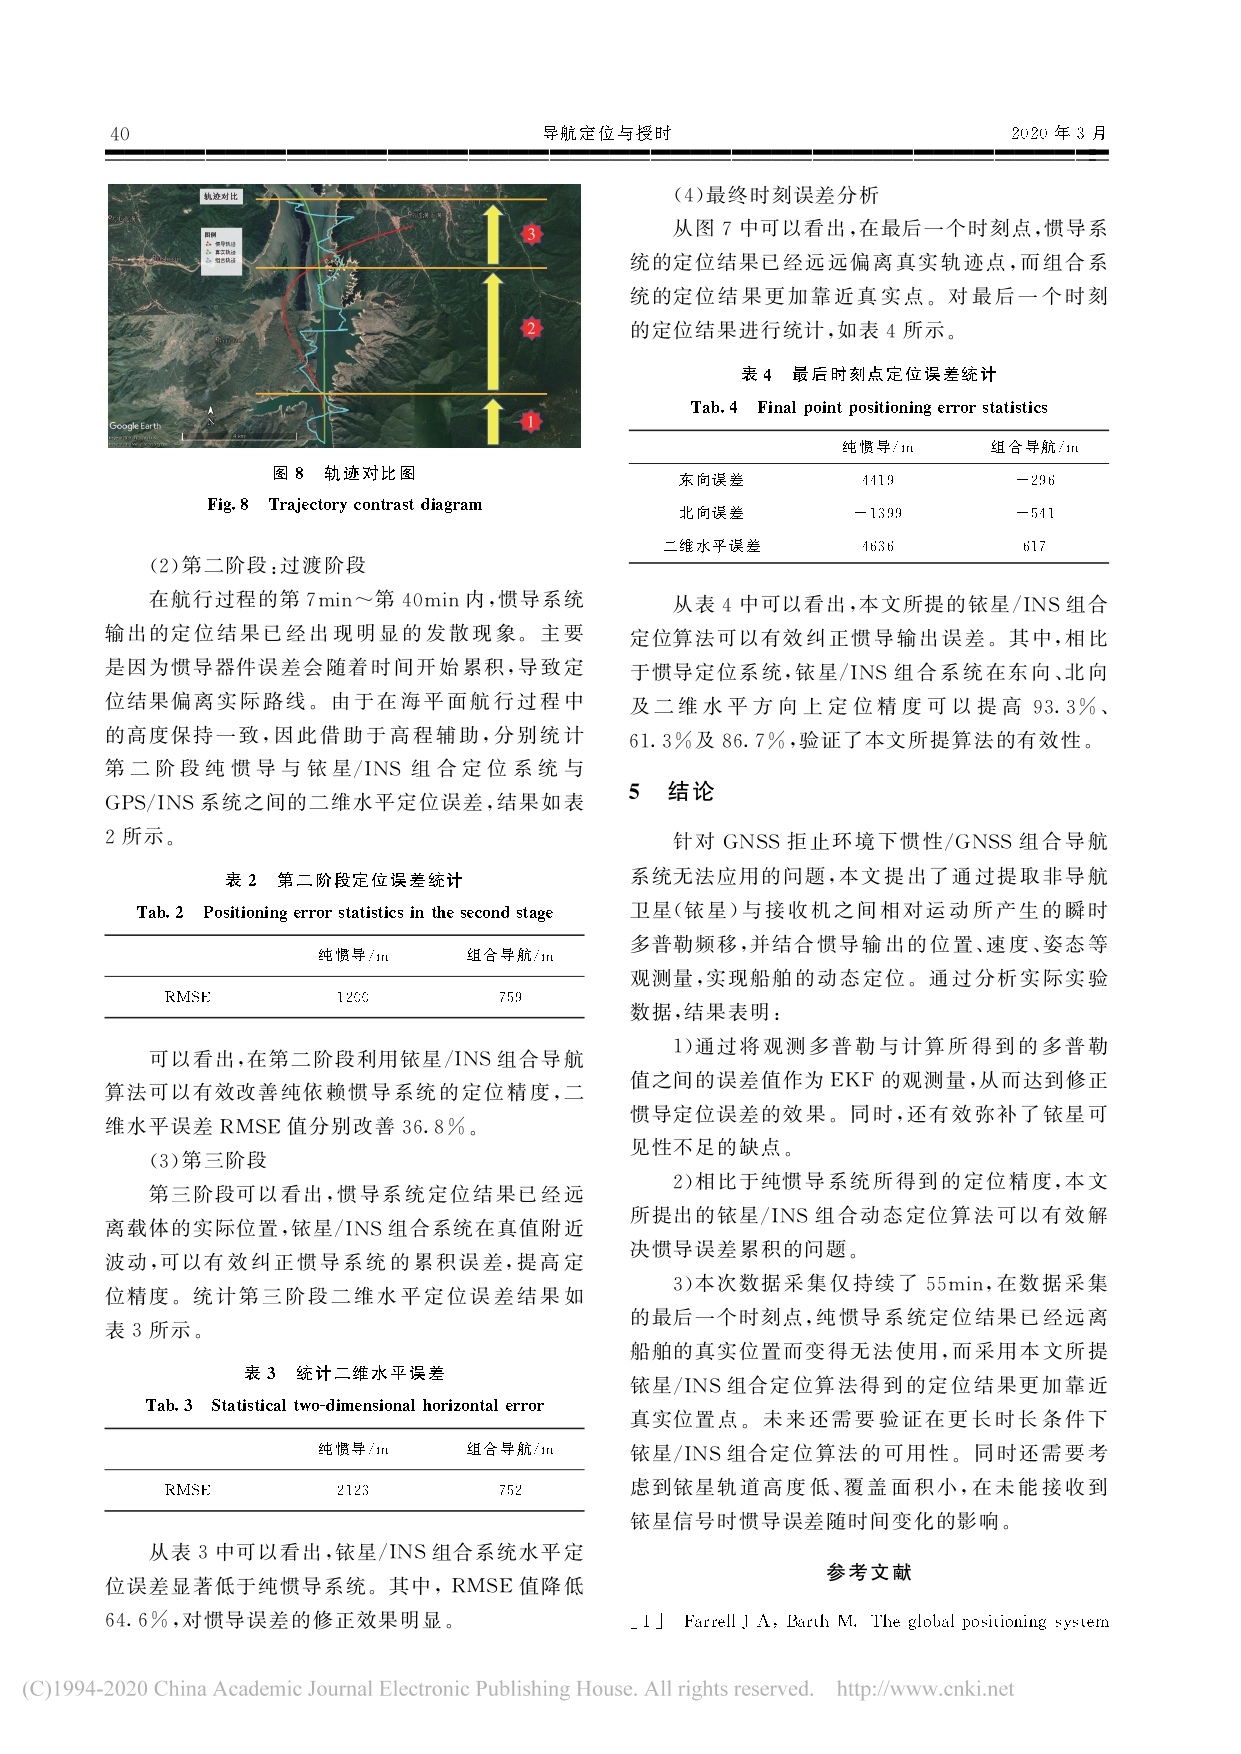 40
导航定位与授时
2020 年 3 月
轨迹对比
图例
惯导轨迹
真实轨迹
组合轨迹
3
2
1
N
Google Earth
4 km
图 8 轨迹对比图
Fig. 8 Trajectory contrast diagram
(2)第二阶段:过渡阶段
在航行过程的第 7min～第 40min 内,惯导系统
输出的定位结果已经出现明显的发散现象。主要
是因为惯导器件误差会随着时间开始累积,导致定
位结果偏离实际路线。由于在海平面航行过程中
的高度保持一致,因此借助于高程辅助,分别统计
第二阶段纯惯导与铱星/INS 组合定位系统与
GPS/INS 系统之间的二维水平定位误差,结果如表
2 所示。
表 2 第二阶段定位误差统计
Tab. 2 Positioning error statistics in the second stage
纯惯导/m 组合导航/m
RMSE 759
可以看出,在第二阶段利用铱星/INS 组合导航
算法可以有效改善纯依赖惯导系统的定位精度,二
维水平误差 RMSE 值分别改善 36.8%。
(3)第三阶段
第三阶段可以看出,惯导系统定位结果已经远
离载体的实际位置,铱星/INS 组合系统在真值附近
波动,可以有效纠正惯导系统的累积误差,提高定
位精度。统计第三阶段二维水平定位误差结果如
表 3 所示。
表 3 统计二维水平误差
Tab. 3 Statistical two-dimensional horizontal error
纯惯导/m 组合导航/m
RMSE 2123 752
从表 3 中可以看出,铱星/INS 组合系统水平定
位误差显著低于纯惯导系统。其中, RMSE 值降低
64.6%,对惯导误差的修正效果明显。
(4)最终时刻误差分析
从图 7 中可以看出,在最后一个时刻点,惯导系
统的定位结果已经远远偏离真实轨迹点,而组合系
统的定位结果更加靠近真实点。对最后一个时刻
的定位结果进行统计,如表 4 所示。
表 4 最后时刻点定位误差统计
Tab. 4 Final point positioning error statistics
纯惯导/m 组合导航/m
东向误差 4419 －296
北向误差 －1399 －541
二维水平误差 4636 617
从表 4 中可以看出,本文所提的铱星/INS 组合
定位算法可以有效纠正惯导输出误差。其中,相比
于惯导定位系统,铱星/INS 组合系统在东向、北向
及二维水平方向上定位精度可以提高 93.3%、
61.3%及 86.7%,验证了本文所提算法的有效性。
5 结论
针对 GNSS 拒止环境下惯性/GNSS 组合导航
系统无法应用的问题,本文提出了通过提取非导航
卫星(铱星)与接收机之间相对运动所产生的瞬时
多普勒频移,并结合惯导输出的位置、速度、姿态等
观测量,实现船舶的动态定位。通过分析实际实验
数据,结果表明:
1)通过将观测多普勒与计算所得到的多普勒
值之间的误差值作为 EKF 的观测量,从而达到修正
惯导定位误差的效果。同时,还有效弥补了铱星可
见性不足的缺点。
2)相比于纯惯导系统所得到的定位精度,本文
所提出的铱星/INS 组合动态定位算法可以有效解
决惯导误差累积的问题。
3)本次数据采集仅持续了 55min,在数据采集
的最后一个时刻点,纯惯导系统定位结果已经远离
船舶的真实位置而变得无法使用,而采用本文所提
铱星/INS 组合定位算法得到的定位结果更加靠近
真实位置点。未来还需要验证在更长时长条件下
铱星/INS 组合定位算法的可用性。同时还需要考
虑到铱星轨道高度低、覆盖面积小,在未能接收到
铱星信号时惯导误差随时间变化的影响。
参考文献
[1] Farrell J A, Barth M. The global positioning system
(C)1994-2020 China Academic Journal Electronic Publishing House. All rights reserved. http://www.cnki.net